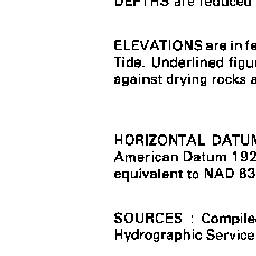 DEPTHS are reduced
ELEVATIONS are in fe
Tide. Underlined figu
against drying rocks a
HORIZONTAL DATUM
American Datum 192
equivalent to NAD 83
SOURCES : Compile
Hydrographic Service